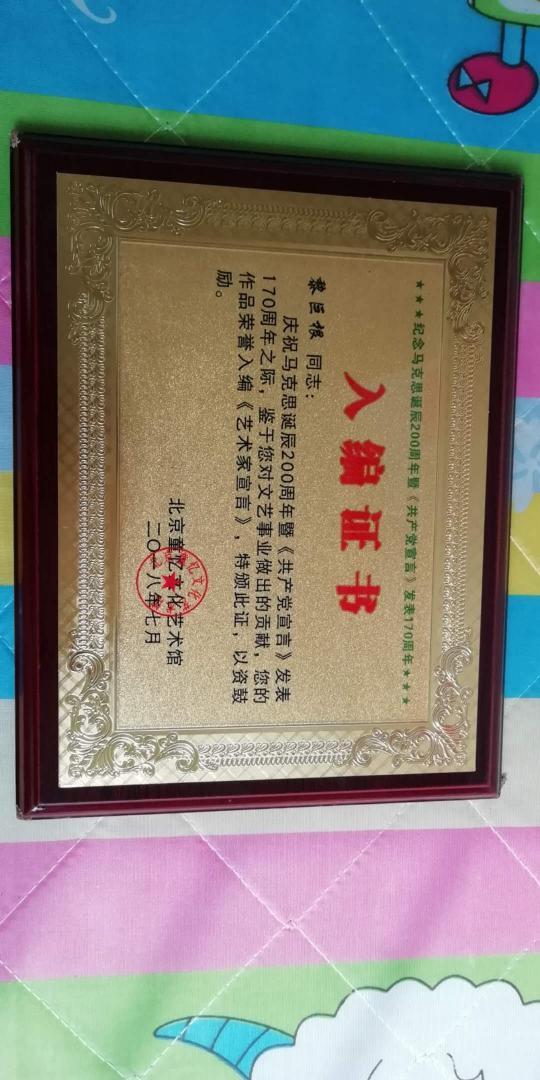 ★★★纪念马克思诞辰200周年暨《共产党宣言》发表170周年★★★
入编证书
同志：
庆祝马克思诞辰200周年暨《共产党宣言》发表
170周年之际，鉴于您对文艺事业做出的贡献，您的
作品荣誉入编《艺术家宣言》，特颁此证，以资鼓
励。
北京 忆文化艺术馆
二〇一八年七月